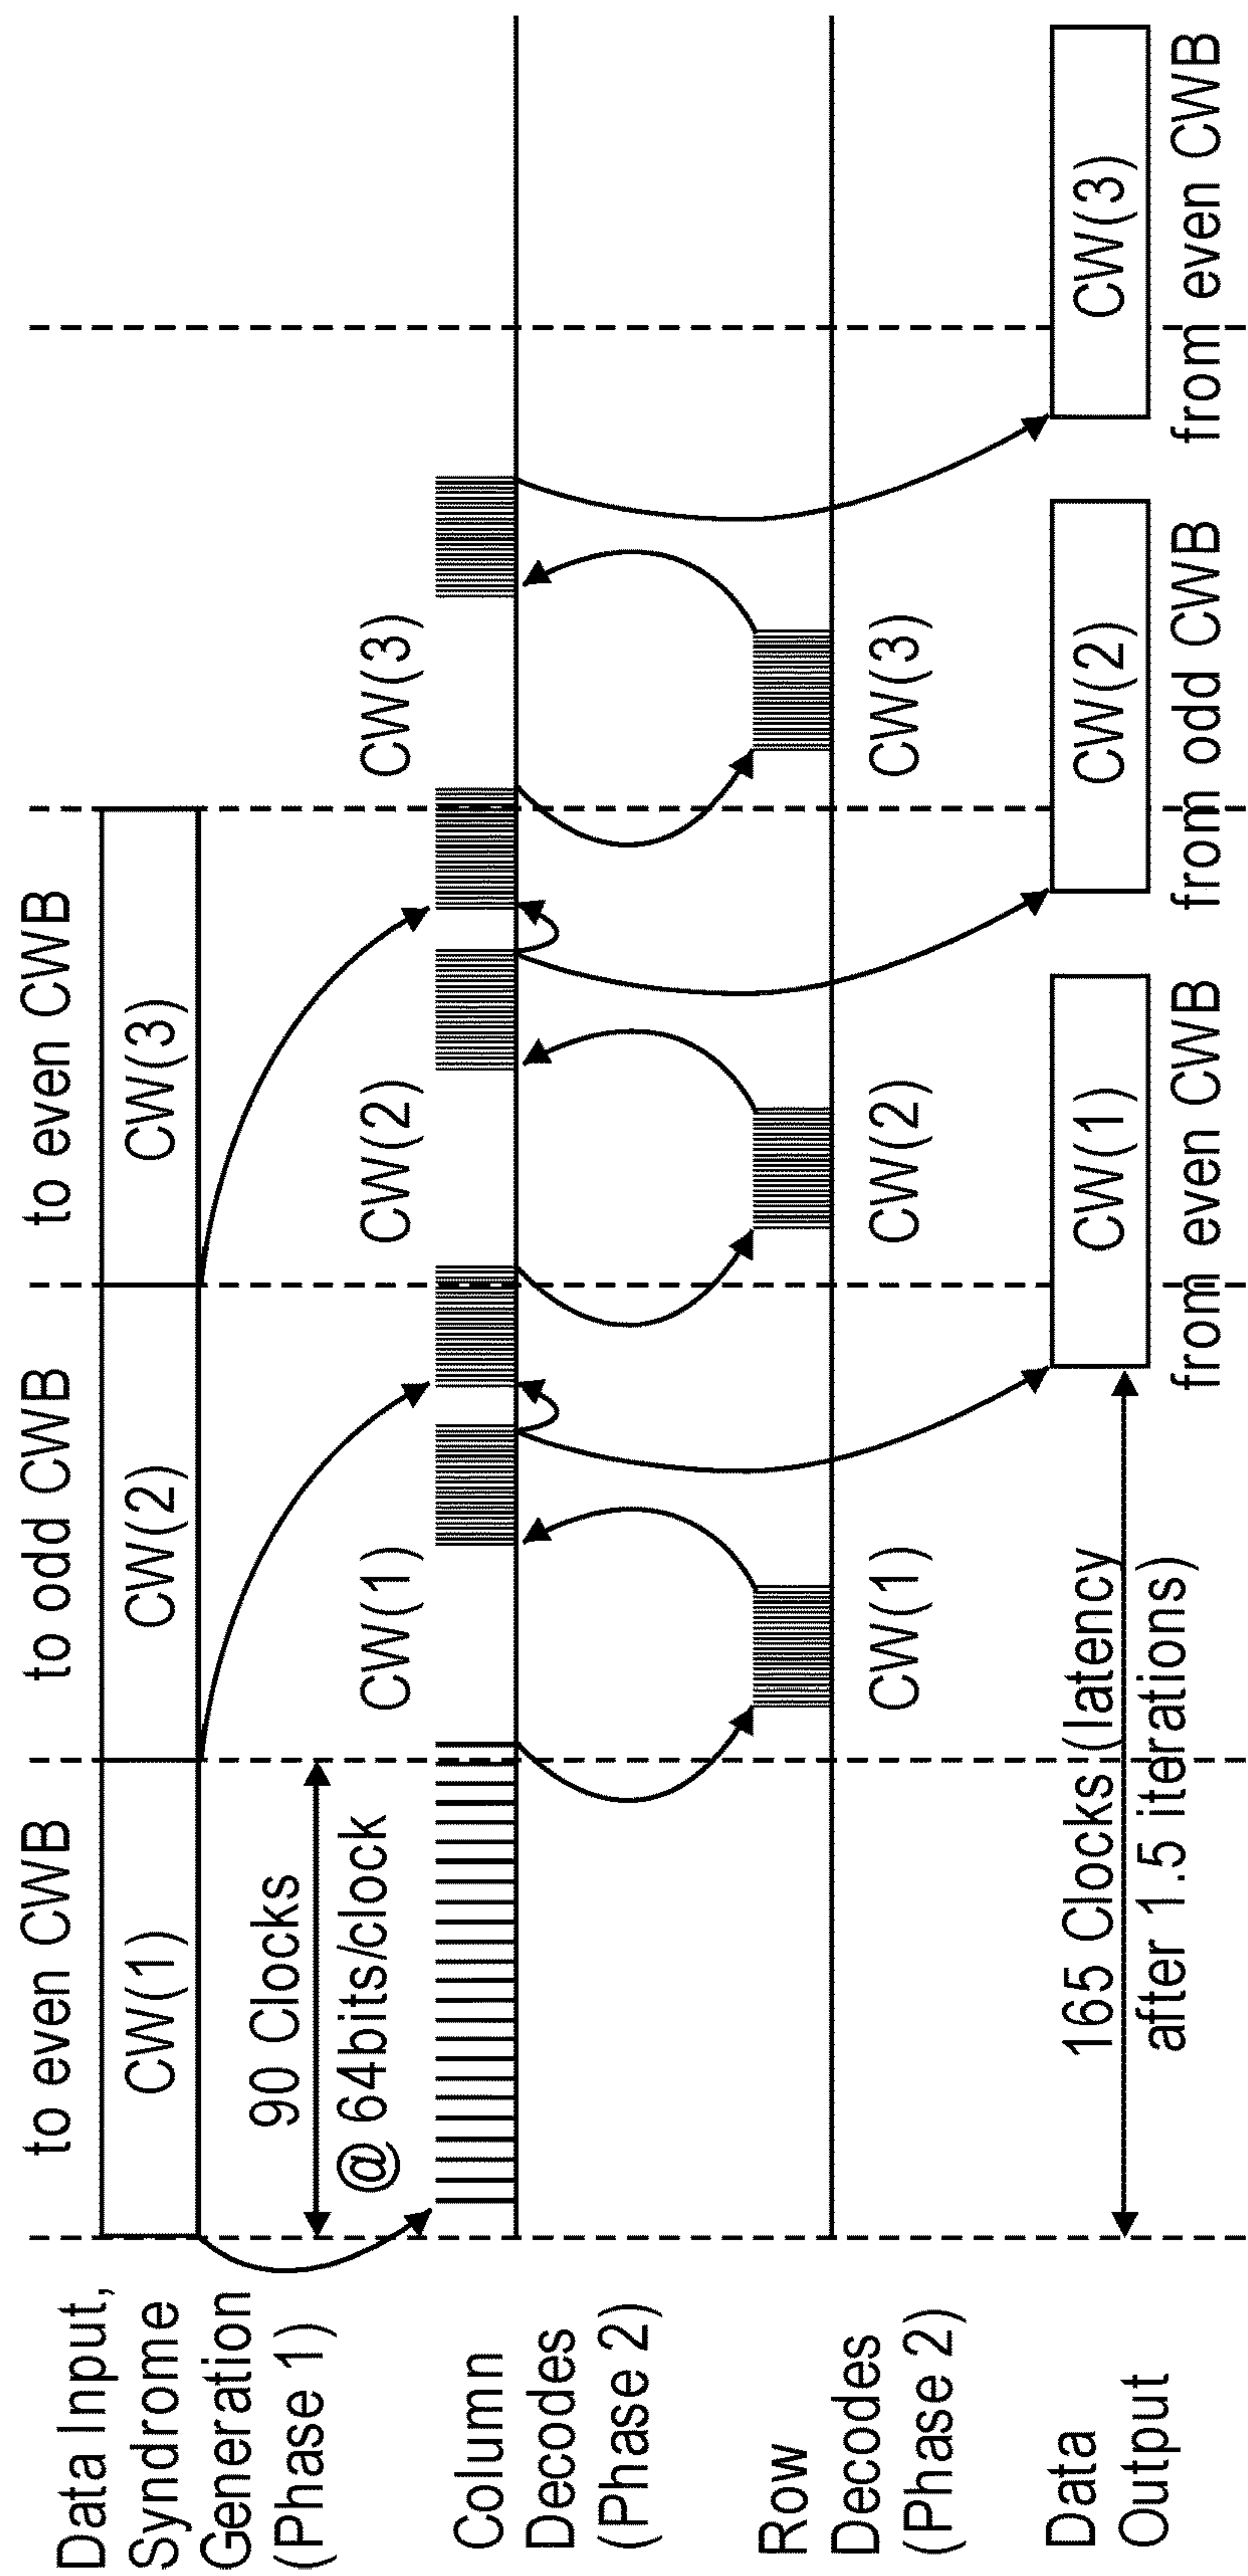 to even CWB
to odd CWB
to even CWB
Data Input,
Syndrome
Generation
(Phase 1)
CW(1)
CW(2)
CW(3)
90 Clocks
@ 64bits/clock
CW(1)
CW(2)
CW(3)
Column
Decodes
(Phase 2)
Row
Decodes
(Phase 2)
CW(1)
CW(2)
CW(3)
Data
Output
165 Clocks (latency
after 1.5 iterations)
CW(1)
CW(2)
CW(3)
from even CWB
from odd CWB
from even CWB